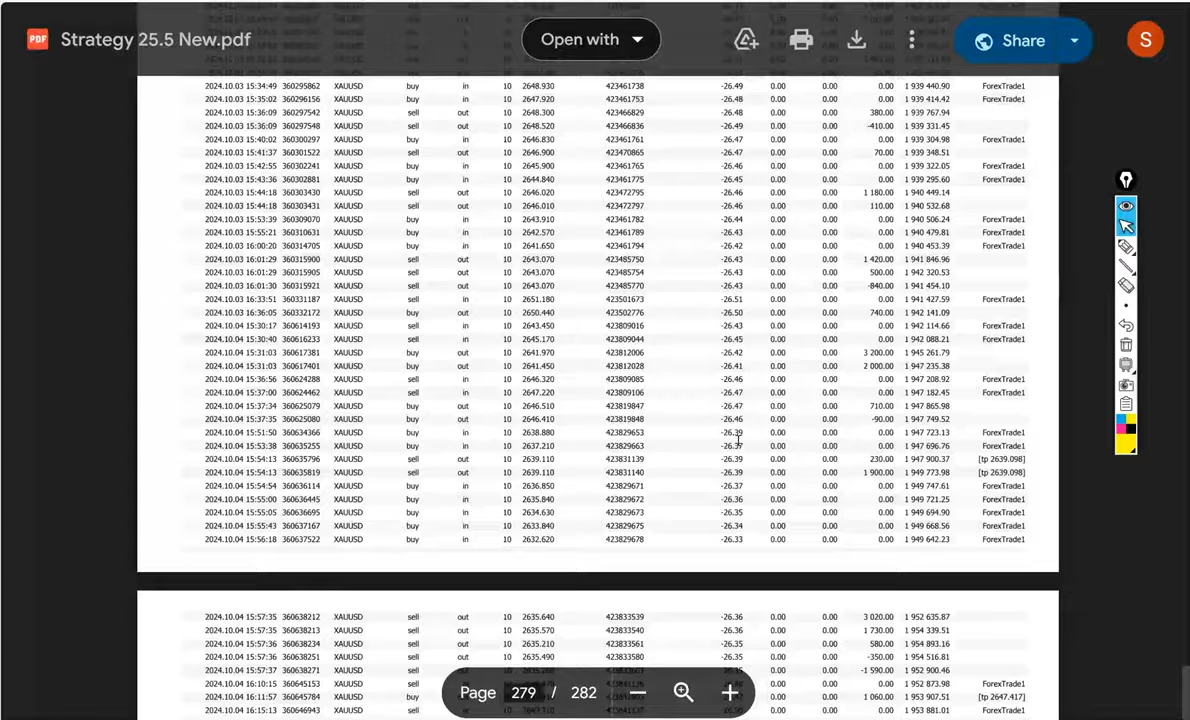 PDF Strategy 25.5 New.pdf Open with Share S
2024.10.03 15:34:49 360295862 XAUUSD buy in 10 2648.930 423461738 -26.49 0.00 0.00 0.00 1 939 440.90 ForexTrade1
2024.10.03 15:35:02 360296156 XAUUSD buy in 10 2647.920 423461753 -26.48 0.00 0.00 0.00 1 939 414.42 ForexTrade1
2024.10.03 15:36:09 360297542 XAUUSD sell out 10 2648.300 423466829 -26.48 0.00 0.00 380.00 1 939 767.94
2024.10.03 15:36:09 360297548 XAUUSD sell out 10 2648.520 423466836 -26.49 0.00 0.00 -410.00 1 939 331.45
2024.10.03 15:40:02 360300297 XAUUSD buy in 10 2646.830 423461761 -26.47 0.00 0.00 0.00 1 939 304.98 ForexTrade1
2024.10.03 15:41:37 360301522 XAUUSD sell out 10 2646.900 423470865 -26.47 0.00 0.00 70.00 1 939 348.51
2024.10.03 15:42:55 360302241 XAUUSD buy in 10 2645.900 423461765 -26.46 0.00 0.00 0.00 1 939 322.05 ForexTrade1
2024.10.03 15:43:36 360302881 XAUUSD buy in 10 2644.840 423461775 -26.45 0.00 0.00 0.00 1 939 295.60 ForexTrade1
2024.10.03 15:44:18 360303430 XAUUSD sell out 10 2646.020 423472795 -26.46 0.00 0.00 1 180.00 1 940 449.14
2024.10.03 15:44:18 360303431 XAUUSD sell out 10 2646.010 423472797 -26.46 0.00 0.00 110.00 1 940 532.68
2024.10.03 15:53:39 360309070 XAUUSD buy in 10 2643.910 423461782 -26.44 0.00 0.00 0.00 1 940 506.24 ForexTrade1
2024.10.03 15:55:21 360310631 XAUUSD buy in 10 2642.570 423461789 -26.43 0.00 0.00 0.00 1 940 479.81 ForexTrade1
2024.10.03 16:00:20 360314705 XAUUSD buy in 10 2641.650 423461794 -26.42 0.00 0.00 0.00 1 940 453.39 ForexTrade1
2024.10.03 16:01:29 360315900 XAUUSD sell out 10 2643.070 423485750 -26.43 0.00 0.00 1 420.00 1 941 846.96
2024.10.03 16:01:29 360315905 XAUUSD sell out 10 2643.070 423485754 -26.43 0.00 0.00 500.00 1 942 320.53
2024.10.03 16:01:30 360315921 XAUUSD sell out 10 2643.070 423485770 -26.43 0.00 0.00 -840.00 1 941 454.10
2024.10.03 16:33:51 360331187 XAUUSD sell in 10 2651.180 423501673 -26.51 0.00 0.00 0.00 1 941 427.59 ForexTrade1
2024.10.03 16:36:05 360332172 XAUUSD buy out 10 2650.440 423502776 -26.50 0.00 0.00 740.00 1 942 141.09
2024.10.04 15:30:17 360614193 XAUUSD sell in 10 2643.450 423809016 -26.43 0.00 0.00 0.00 1 942 114.66 ForexTrade1
2024.10.04 15:30:40 360616233 XAUUSD sell in 10 2645.170 423809044 -26.45 0.00 0.00 0.00 1 942 088.21 ForexTrade1
2024.10.04 15:31:03 360617381 XAUUSD buy out 10 2641.970 423812006 -26.42 0.00 0.00 3 200.00 1 945 261.79
2024.10.04 15:31:03 360617401 XAUUSD buy out 10 2641.450 423812028 -26.41 0.00 0.00 2 000.00 1 947 235.38
2024.10.04 15:36:56 360624288 XAUUSD sell in 10 2646.320 423809085 -26.46 0.00 0.00 0.00 1 947 208.92 ForexTrade1
2024.10.04 15:37:00 360624462 XAUUSD sell in 10 2647.220 423809106 -26.47 0.00 0.00 0.00 1 947 182.45 ForexTrade1
2024.10.04 15:37:34 360625079 XAUUSD buy out 10 2646.510 423819847 -26.47 0.00 0.00 710.00 1 947 865.98
2024.10.04 15:37:35 360625080 XAUUSD buy out 10 2646.410 423819848 -26.46 0.00 0.00 -90.00 1 947 749.52
2024.10.04 15:51:50 360634366 XAUUSD buy in 10 2638.880 423829653 -26.39 0.00 0.00 0.00 1 947 723.13 ForexTrade1
2024.10.04 15:53:38 360635255 XAUUSD buy in 10 2637.210 423829663 -26.37 0.00 0.00 0.00 1 947 696.76 ForexTrade1
2024.10.04 15:54:13 360635796 XAUUSD sell out 10 2639.110 423831139 -26.39 0.00 0.00 230.00 1 947 900.37 [tp 2639.098]
2024.10.04 15:54:13 360635819 XAUUSD sell out 10 2639.110 423831140 -26.39 0.00 0.00 1 900.00 1 949 773.98 [tp 2639.098]
2024.10.04 15:54:54 360636114 XAUUSD buy in 10 2636.850 423829671 -26.37 0.00 0.00 0.00 1 949 747.61 ForexTrade1
2024.10.04 15:55:00 360636445 XAUUSD buy in 10 2635.840 423829672 -26.36 0.00 0.00 0.00 1 949 721.25 ForexTrade1
2024.10.04 15:55:05 360636695 XAUUSD buy in 10 2634.630 423829673 -26.35 0.00 0.00 0.00 1 949 694.90 ForexTrade1
2024.10.04 15:55:43 360637167 XAUUSD buy in 10 2633.840 423829675 -26.34 0.00 0.00 0.00 1 949 668.56 ForexTrade1
2024.10.04 15:56:18 360637522 XAUUSD buy in 10 2632.620 423829678 -26.33 0.00 0.00 0.00 1 949 642.23 ForexTrade1
2024.10.04 15:57:35 360638212 XAUUSD sell out 10 2635.640 423833539 -26.36 0.00 0.00 3 020.00 1 952 635.87
2024.10.04 15:57:35 360638213 XAUUSD sell out 10 2635.570 423833540 -26.36 0.00 0.00 1 730.00 1 954 339.51
2024.10.04 15:57:36 360638234 XAUUSD sell out 10 2635.210 423833561 -26.35 0.00 0.00 580.00 1 954 893.16
2024.10.04 15:57:36 360638251 XAUUSD sell out 10 2635.490 423833580 -26.35 0.00 0.00 -350.00 1 954 516.81
2024.10.04 15:57:37 360638271 XAUUSD sell -1 590.00 1 952 900.46
2024.10.04 16:10:15 360645153 XAUUSD sell 0.00 1 952 873.98 ForexTrade1
2024.10.04 16:11:57 360645784 XAUUSD buy 1 060.00 1 953 907.51 [tp 2647.417]
2024.10.04 16:15:13 360646943 XAUUSD sell 0.00 0.00 0.00 1 953 881.01 ForexTrade1
Page 279 / 282